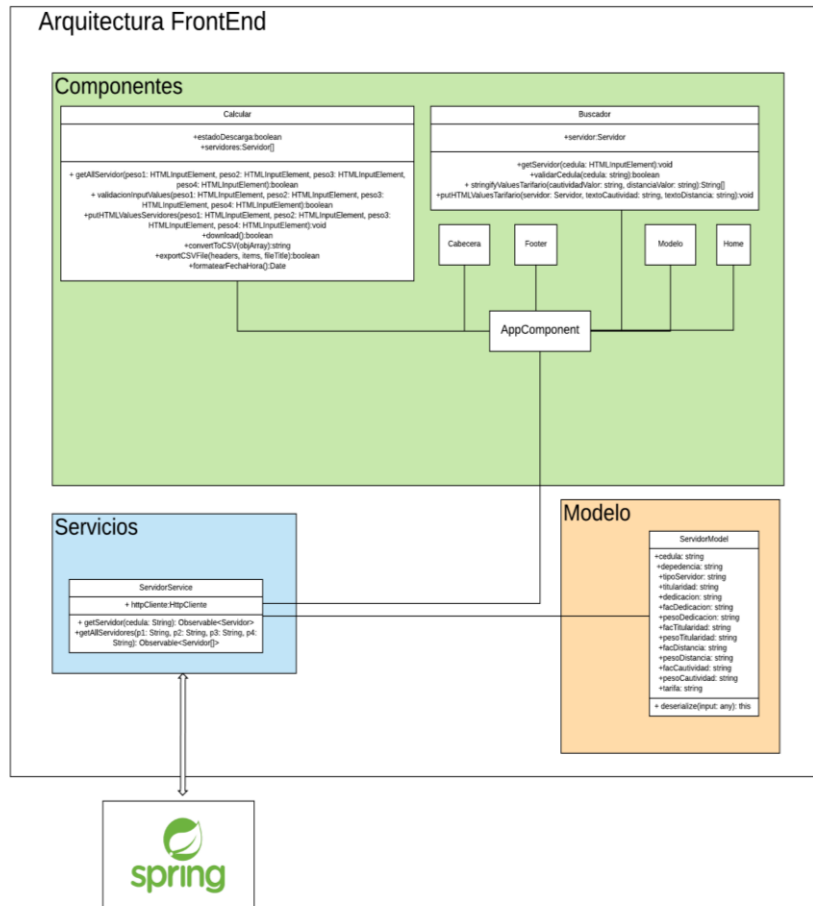 Arquitectura FrontEnd
Componentes
Calcular
+estadoDescarga:boolean
+servidores:Servidor[]
+ getAllServidor(peso1: HTMLInputElement, peso2: HTMLInputElement, peso3: HTMLInputElement,
peso4: HTMLInputElement):boolean
+ validacionInputValues(peso1: HTMLInputElement, peso2: HTMLInputElement, peso3:
HTMLInputElement, peso4: HTMLInputElement):boolean
+putHTMLValuesServidores(peso1: HTMLInputElement, peso2: HTMLInputElement, peso3:
HTMLInputElement, peso4: HTMLInputElement):void
+download():boolean
+convertToCSV(objArray):string
+exportCSVFile(headers, items, fileTitle):boolean
+formatearFechaHora():Date
Buscador
+servidor:Servidor
+getServidor(cedula: HTMLInputElement):void
+validarCedula(cedula: string):boolean
+ stringifyValuesTarifario(cautividadValor: string, distanciaValor: string):String[]
+putHTMLValuesTarifario(servidor: Servidor, textoCautividad: string, textoDistancia: string):void
Cabecera
Footer
Modelo
Home
AppComponent
Servicios
ServidorService
+ httpCliente:HttpCliente
+ getServidor(cedula: String): Observable<Servidor>
+getAllServidores(p1: String, p2: String, p3: String, p4:
String): Observable<Servidor[]>
Modelo
ServidorModel
+cedula: string
+depedencia: string
+tipoServidor: string
+titularidad: string
+dedicacion: string
+facDedicacion: string
+pesoDedicacion: string
+facTitularidad: string
+pesoTitularidad: string
+facDistancia: string
+pesoDistancia: string
+facCautividad: string
+pesoCautividad: string
+tarifa: string
+ deserialize(input: any): this
spring